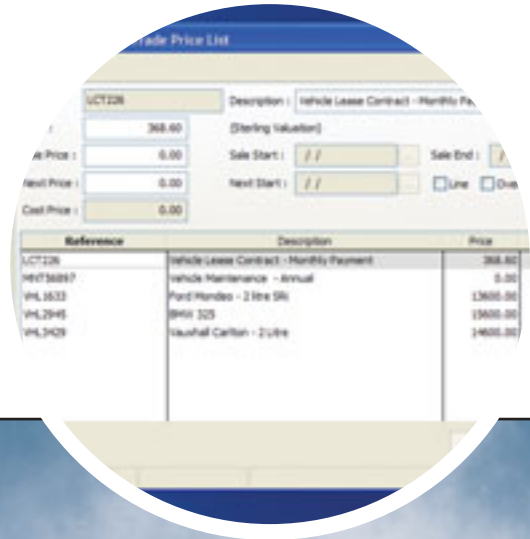 Trade Price List
LCT226 Description : Vehicle Lease Contract - Monthly Pa
: 368.60 (Sterling Valuation)
Price : 0.00 Sale Start : / / Sale End : /
Next Price : 0.00 Next Start : / / Line Ove
Cost Price : 0.00
Reference Description Price
LCT226 Vehicle Lease Contract - Monthly Payment 368.60
MNT56897 Vehicle Maintenance - Annual 0.00
VHL1633 Ford Mondeo - 2 litre SRi 13600.00
VHL2945 BMW 325 15600.00
VHL3429 Vauxhall Carlton - 2 Litre 14600.00